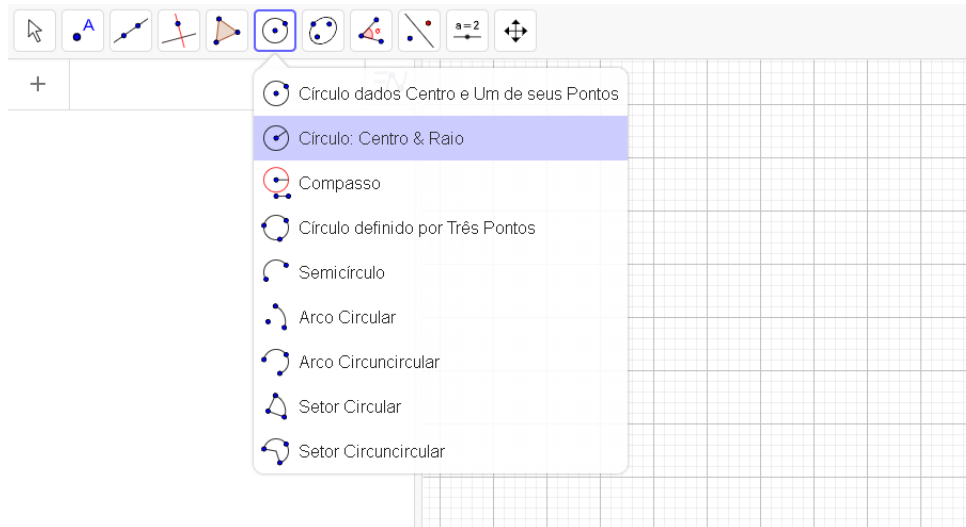 A
a=2
+
Círculo dados Centro e Um de seus Pontos
Círculo: Centro & Raio
Compasso
Círculo definido por Três Pontos
Semicírculo
Arco Circular
Arco Circuncircular
Setor Circular
Setor Circuncircular